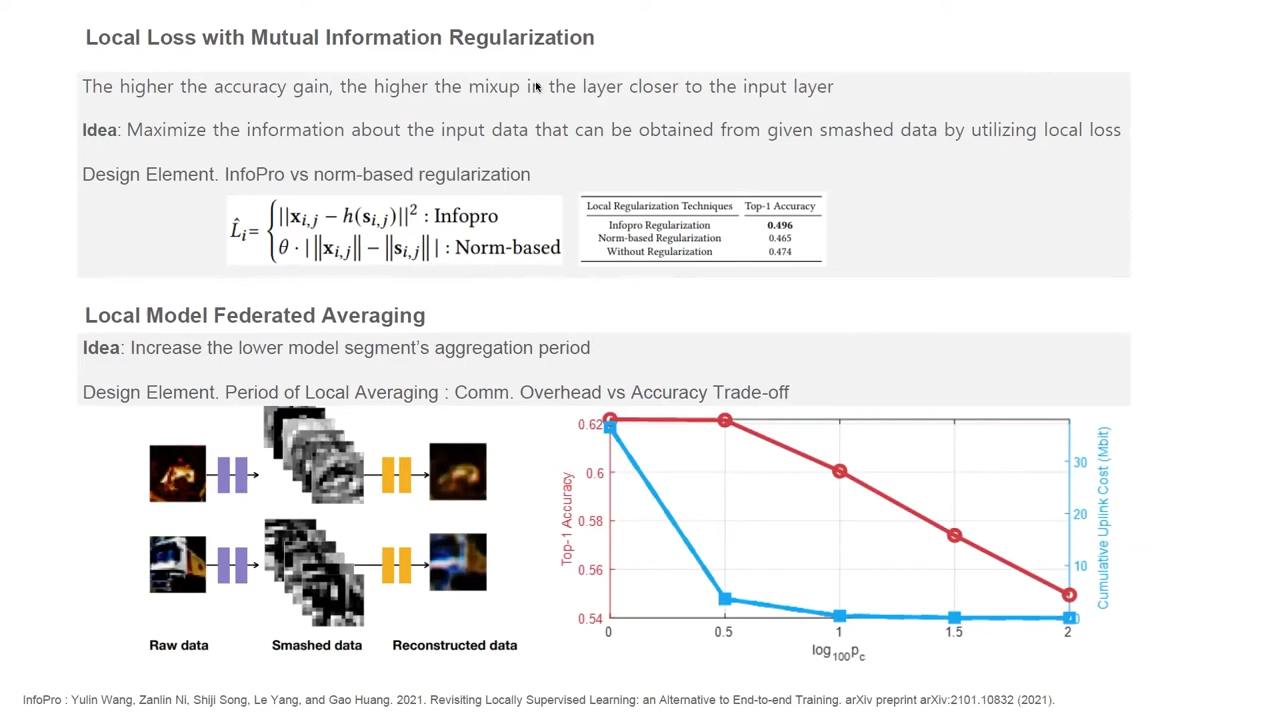 Local Loss with Mutual Information Regularization
The higher the accuracy gain, the higher the mixup in the layer closer to the input layer
Idea: Maximize the information about the input data that can be obtained from given smashed data by utilizing local loss
Design Element. InfoPro vs norm-based regularization
L̂ᵢ= { ||x_{i,j} − h(s_{i,j})||² : Infopro
θ · | ||x_{i,j}|| − ||s_{i,j}|| | : Norm-based
Local Regularization Techniques Top-1 Accuracy
Infopro Regularization 0.496
Norm-based Regularization 0.465
Without Regularization 0.474
Local Model Federated Averaging
Idea: Increase the lower model segment's aggregation period
Design Element. Period of Local Averaging : Comm. Overhead vs Accuracy Trade-off
Raw data Smashed data Reconstructed data
Top-1 Accuracy
0.62
0.6
0.58
0.56
0.54
0 0.5 1 1.5 2
log₁₀₀p_c
30
20
10
0
Cumulative Uplink Cost (Mbit)
InfoPro : Yulin Wang, Zanlin Ni, Shiji Song, Le Yang, and Gao Huang. 2021. Revisiting Locally Supervised Learning: an Alternative to End-to-end Training. arXiv preprint arXiv:2101.10832 (2021).